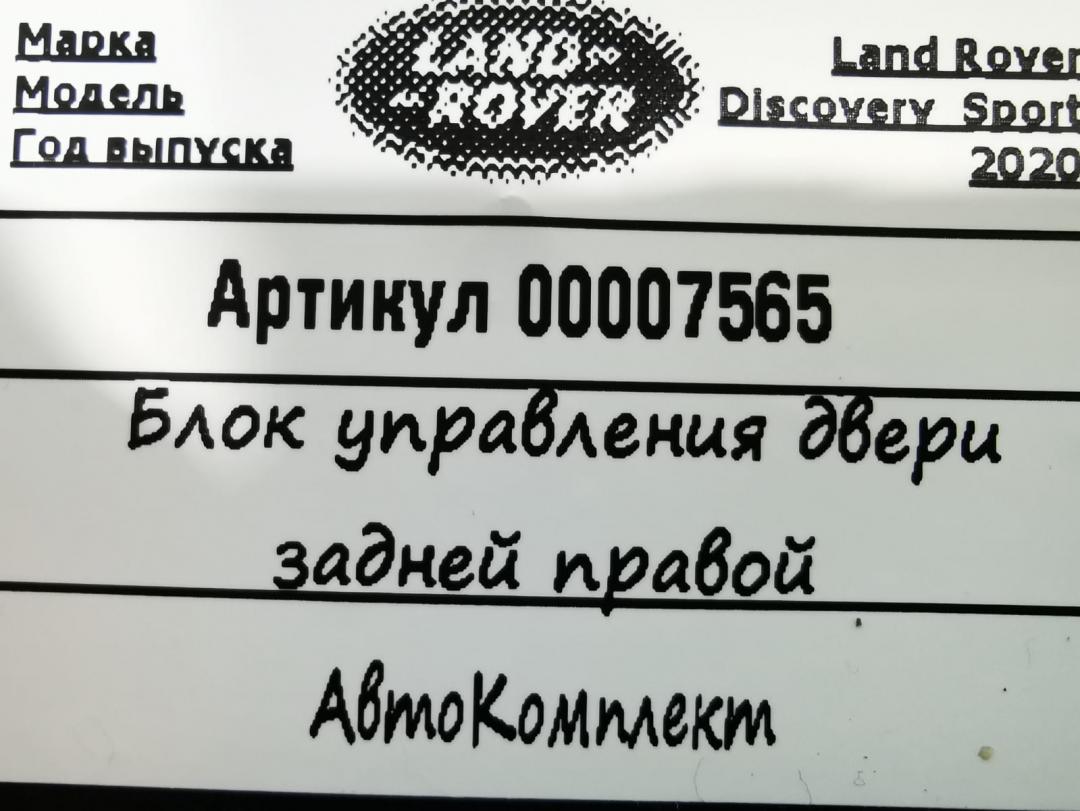 Марка
Модель
Год выпуска
LAND-
-ROVER
Land Rover
Discovery Sport
2020
Артикул 00007565
Блок управления двери
задней правой
АвтоКомплект